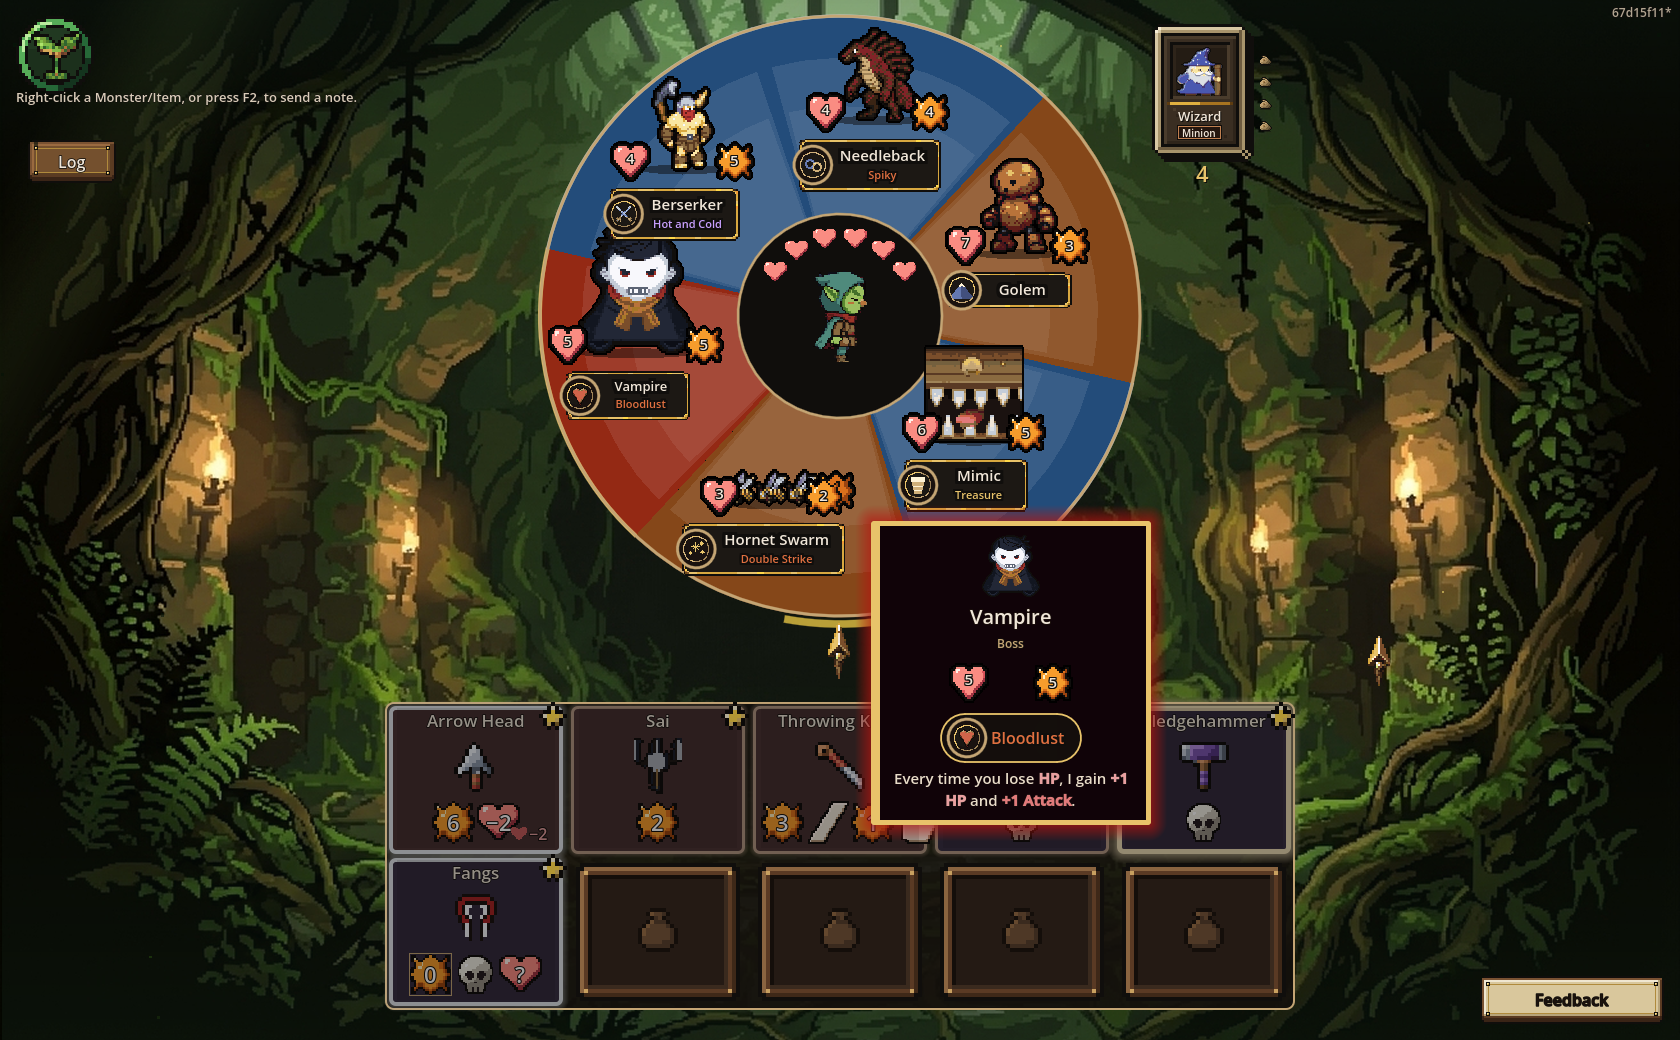 67d15f11*
Right-click a Monster/Item, or press F2, to send a note.
Log
Wizard
Minion
4
4
4
Needleback
Spiky
4
5
Berserker
Hot and Cold
7
3
Golem
5
5
Vampire
Bloodlust
6
5
Mimic
Treasure
3
2
Hornet Swarm
Double Strike
Vampire
Boss
5
5
Bloodlust
Every time you lose HP, I gain +1
HP and +1 Attack.
Arrow Head
6
-2
-2
Sai
2
Throwing K
3
ledgehammer
Fangs
0
?
Feedback